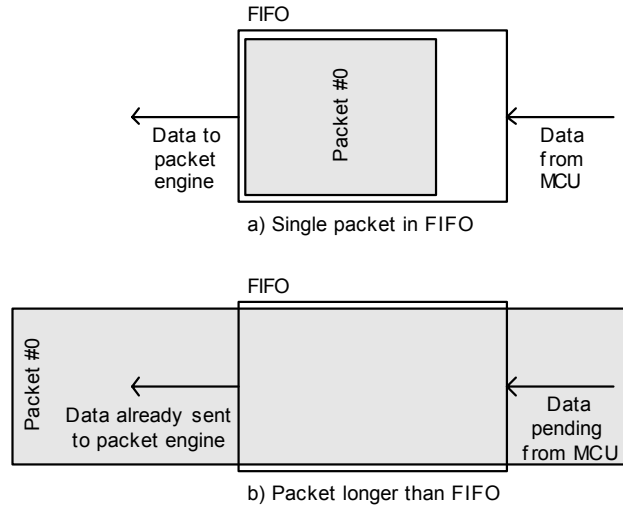 FIFO
Packet #0
Data to
packet
engine
Data
from
MCU
a) Single packet in FIFO
FIFO
Packet #0
Data already sent
to packet engine
Data
pending
from MCU
b) Packet longer than FIFO